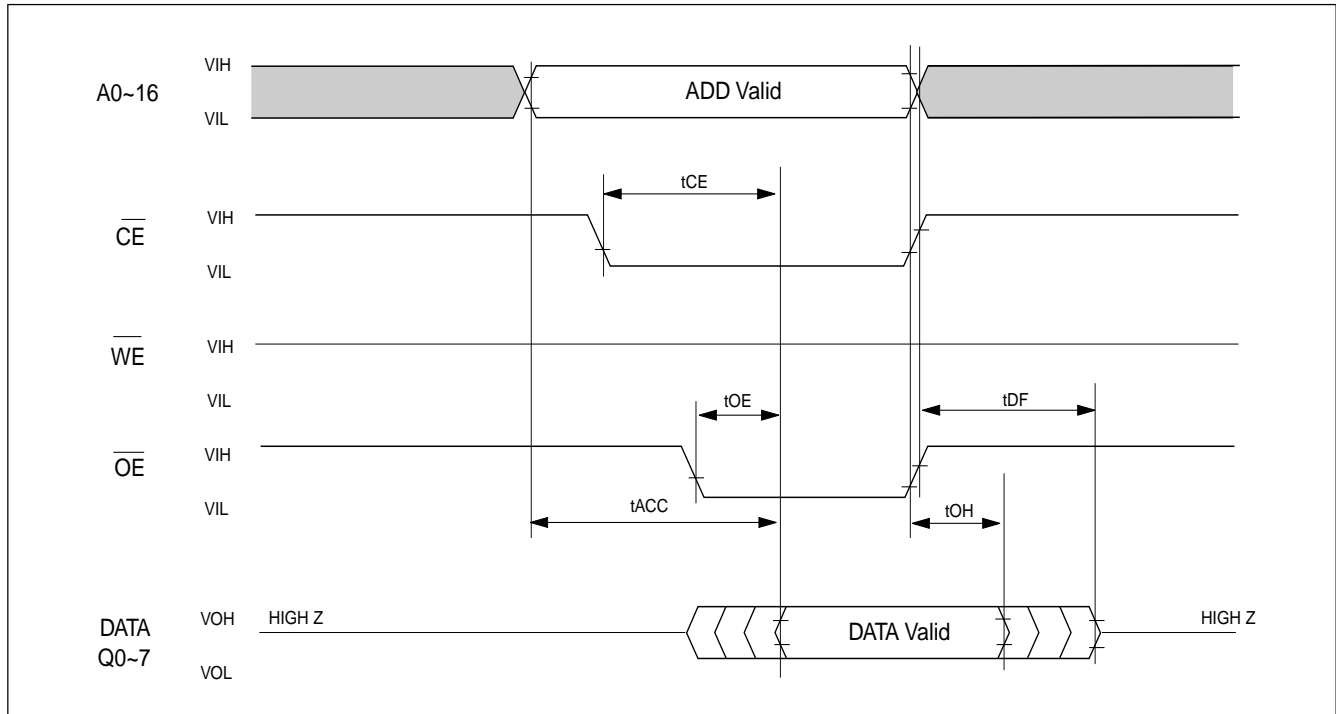 A0~16
VIH
VIL
ADD Valid
tCE
CE
VIH
VIL
WE
VIH
VIL
tOE
tDF
OE
VIH
VIL
tACC
tOH
DATA
Q0~7
VOH
VOL
HIGH Z
DATA Valid
HIGH Z